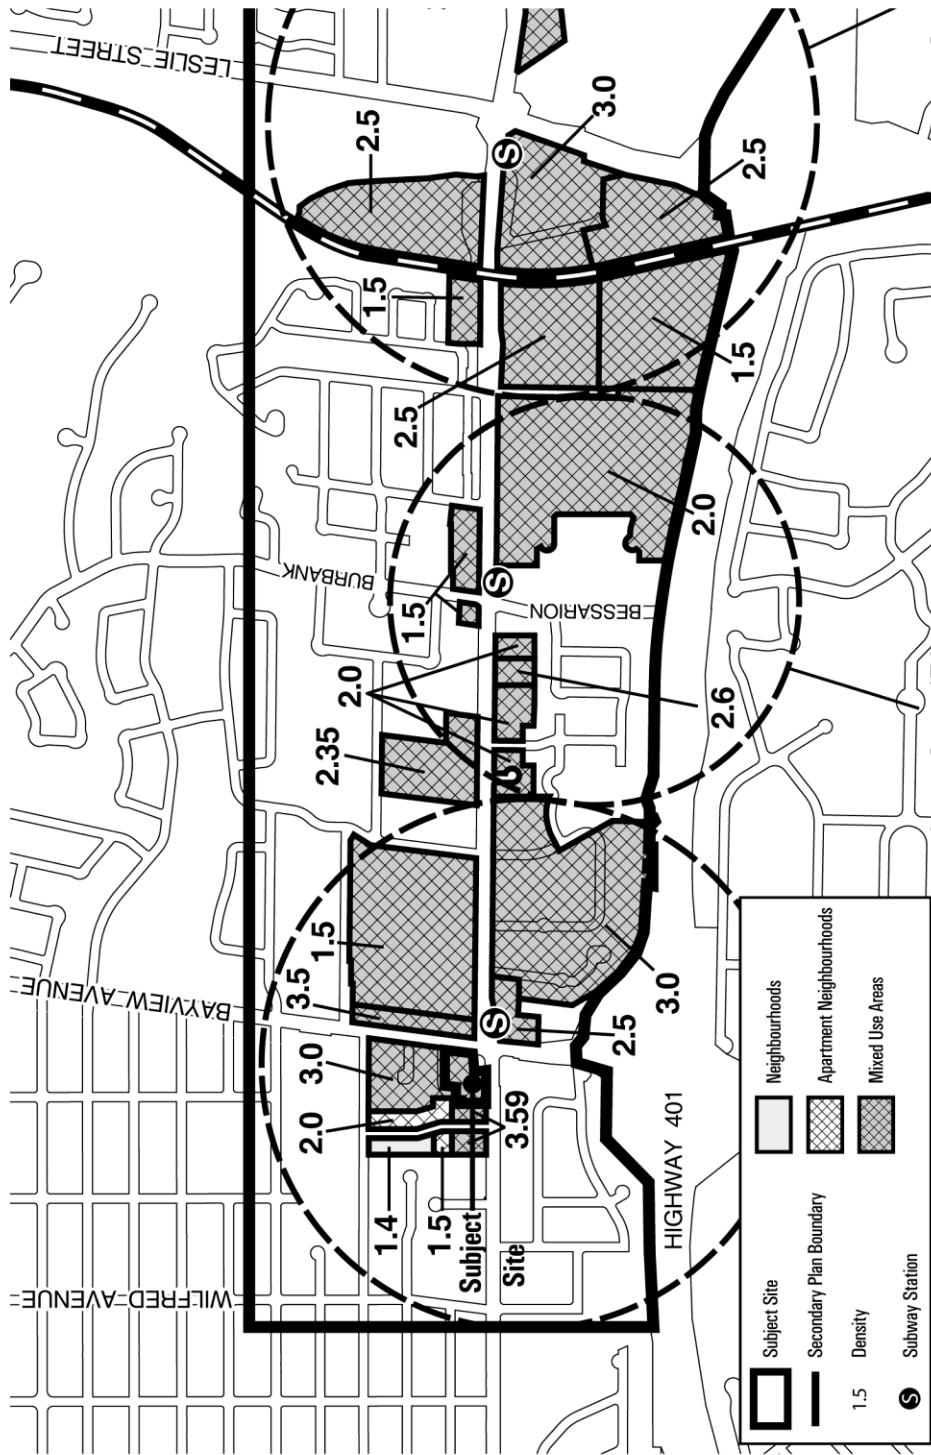 WILFRED AVENUE
BAYVIEW AVENUE
LESLIE STREET
2.0
3.0
3.5
1.5
2.35
2.0
BURBANK
1.5
2.5
1.4
1.5
1.5
2.5
Subject
Site
3.59
3.0
BESSARION
2.5
3.0
HIGHWAY 401
2.6
2.0
1.5
2.5
S
S
S
Subject Site
Secondary Plan Boundary
1.5 Density
S Subway Station
Neighbourhoods
Apartment Neighbourhoods
Mixed Use Areas